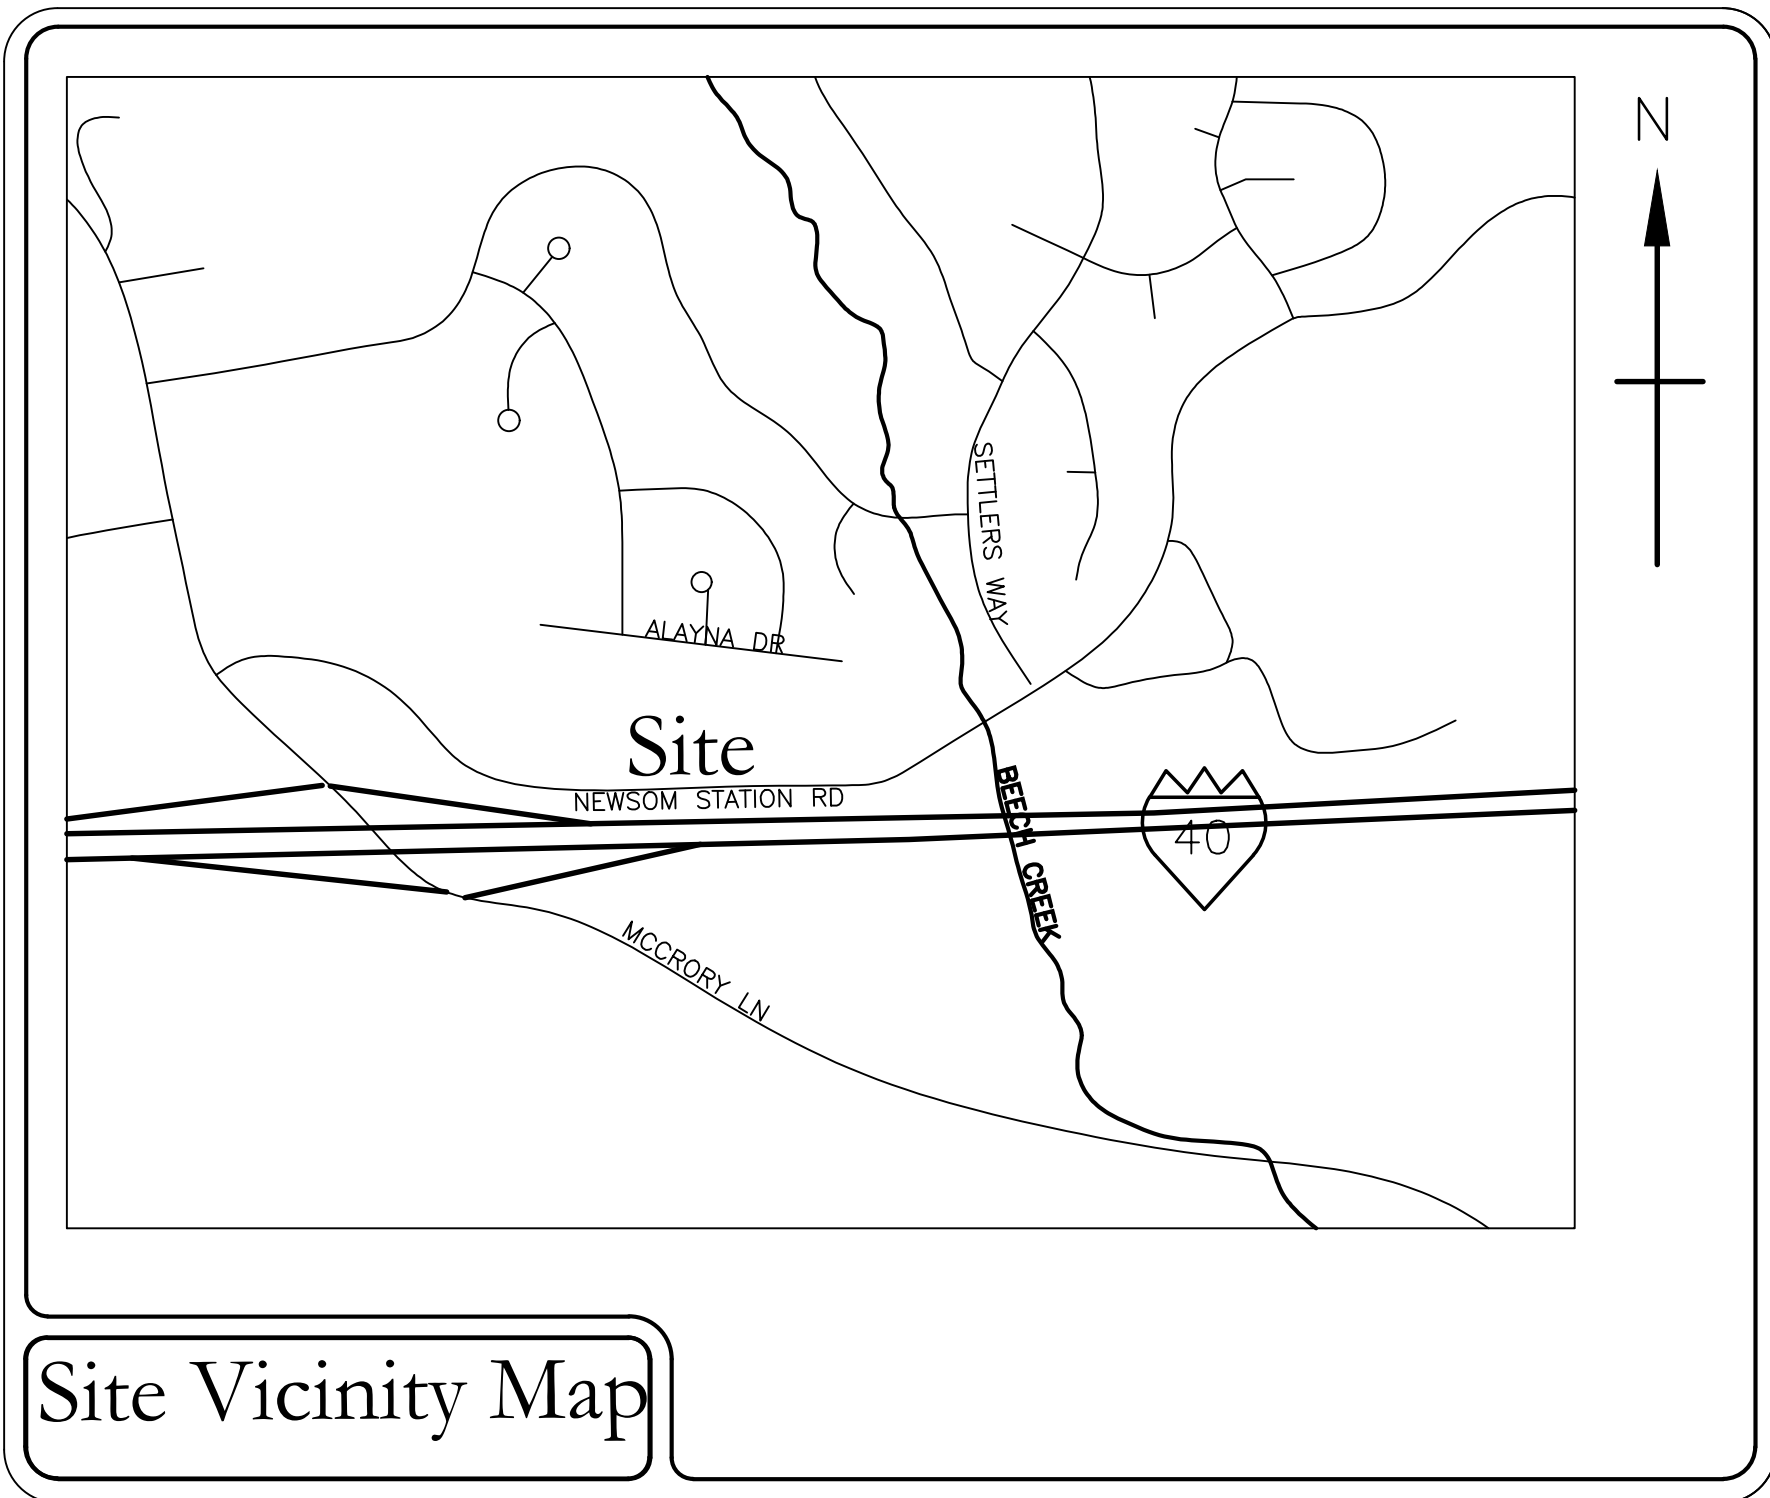 N
SETTLERS WAY
ALAYNA DR
Site
NEWSOM STATION RD
BEECH CREEK
40
MCCRORY LN
Site Vicinity Map